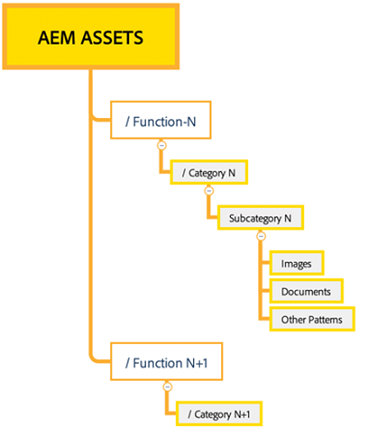 AEM ASSETS
/ Function-N
/ Category N
Subcategory N
Images
Documents
Other Patterns
/ Function N+1
/ Category N+1